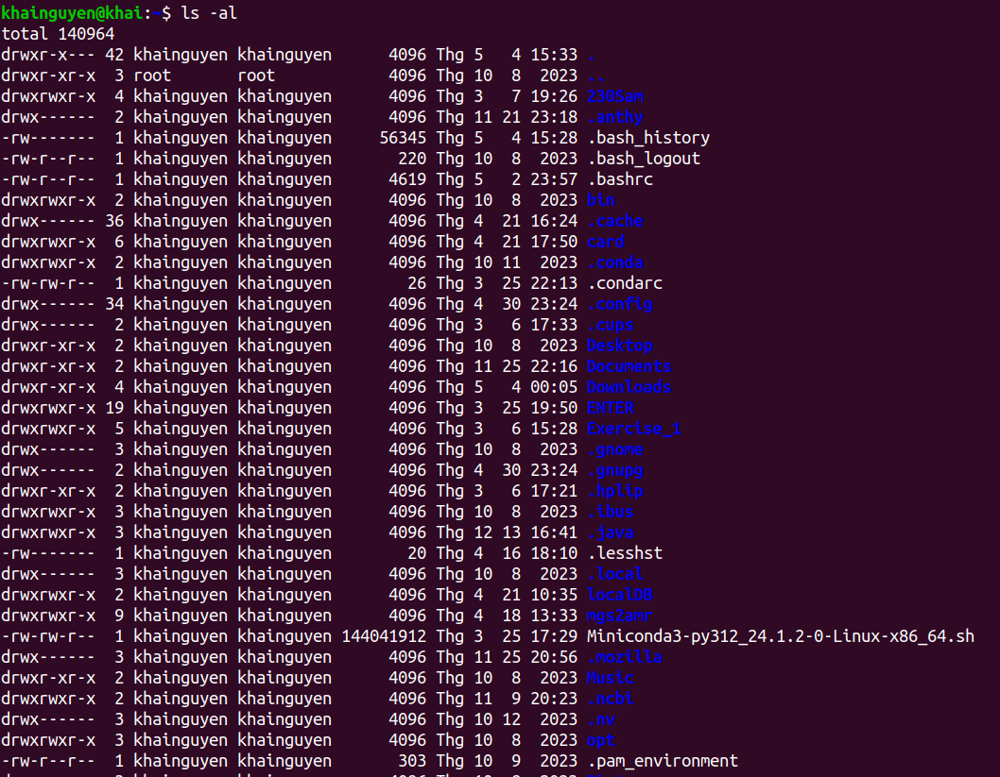 khainguyen@khai:~$ ls -al
total 140964
drwxr-x--- 42 khainguyen khainguyen      4096 Thg 5   4 15:33 .
drwxr-xr-x  3 root       root            4096 Thg 10  8  2023 ..
drwxrwxr-x  4 khainguyen khainguyen      4096 Thg 3   7 19:26 230Sam
drwx------  2 khainguyen khainguyen      4096 Thg 11 21 23:18 .anthy
-rw-------  1 khainguyen khainguyen     56345 Thg 5   4 15:28 .bash_history
-rw-r--r--  1 khainguyen khainguyen       220 Thg 10  8  2023 .bash_logout
-rw-r--r--  1 khainguyen khainguyen      4619 Thg 5   2 23:57 .bashrc
drwxrwxr-x  2 khainguyen khainguyen      4096 Thg 10  8  2023 bin
drwx------ 36 khainguyen khainguyen      4096 Thg 4  21 16:24 .cache
drwxrwxr-x  6 khainguyen khainguyen      4096 Thg 4  21 17:50 card
drwxrwxr-x  2 khainguyen khainguyen      4096 Thg 10 11  2023 .conda
-rw-rw-r--  1 khainguyen khainguyen        26 Thg 3  25 22:13 .condarc
drwx------ 34 khainguyen khainguyen      4096 Thg 4  30 23:24 .config
drwx------  2 khainguyen khainguyen      4096 Thg 3   6 17:33 .cups
drwxr-xr-x  2 khainguyen khainguyen      4096 Thg 10  8  2023 Desktop
drwxr-xr-x  2 khainguyen khainguyen      4096 Thg 11 25 22:16 Documents
drwxr-xr-x  4 khainguyen khainguyen      4096 Thg 5   4 00:05 Downloads
drwxrwxr-x 19 khainguyen khainguyen      4096 Thg 3  25 19:50 ENTER
drwxrwxr-x  5 khainguyen khainguyen      4096 Thg 3   6 15:28 Exercise_1
drwx------  3 khainguyen khainguyen      4096 Thg 10  8  2023 .gnome
drwx------  2 khainguyen khainguyen      4096 Thg 4  30 23:24 .gnupg
drwxr-xr-x  2 khainguyen khainguyen      4096 Thg 3   6 17:21 .hplip
drwxrwxr-x  3 khainguyen khainguyen      4096 Thg 10  8  2023 .ibus
drwxrwxr-x  3 khainguyen khainguyen      4096 Thg 12 13 16:41 .java
-rw-------  1 khainguyen khainguyen        20 Thg 4  16 18:10 .lesshst
drwx------  3 khainguyen khainguyen      4096 Thg 10  8  2023 .local
drwxrwxr-x  2 khainguyen khainguyen      4096 Thg 4  21 10:35 localDB
drwxrwxr-x  9 khainguyen khainguyen      4096 Thg 4  18 13:33 mgs2amr
-rw-rw-r--  1 khainguyen khainguyen 144041912 Thg 3  25 17:29 Miniconda3-py312_24.1.2-0-Linux-x86_64.sh
drwx------  3 khainguyen khainguyen      4096 Thg 11 25 20:56 .mozilla
drwxr-xr-x  2 khainguyen khainguyen      4096 Thg 10  8  2023 Music
drwxrwxr-x  2 khainguyen khainguyen      4096 Thg 11  9 20:23 .ncbi
drwx------  3 khainguyen khainguyen      4096 Thg 10 12  2023 .nv
drwxrwxr-x  3 khainguyen khainguyen      4096 Thg 10  8  2023 opt
-rw-r--r--  1 khainguyen khainguyen       303 Thg 10  9  2023 .pam_environment